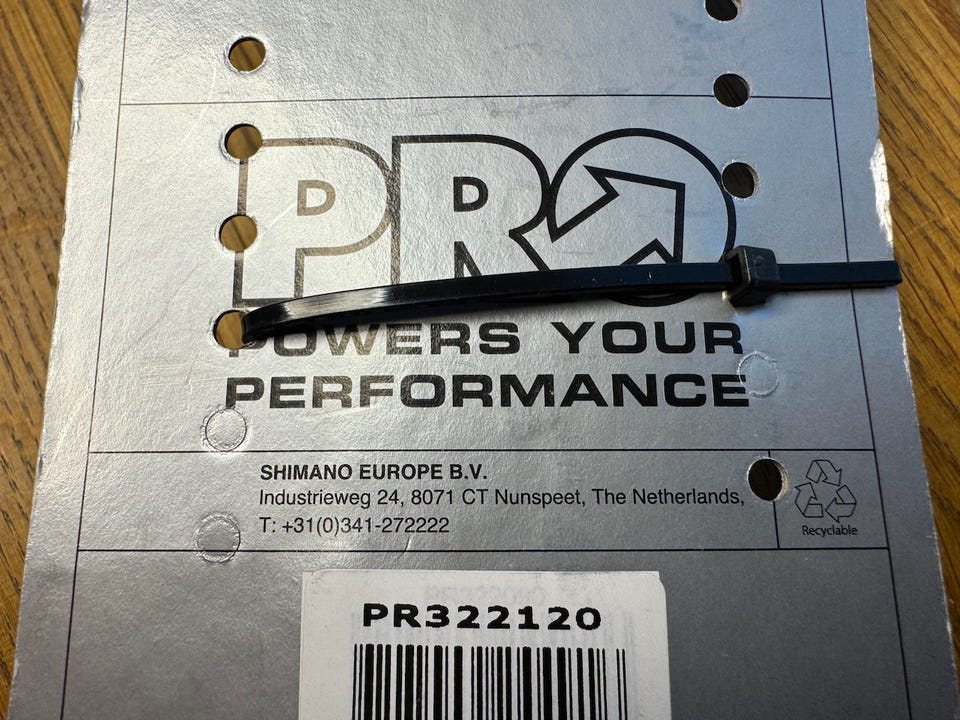 PRO
POWERS YOUR
PERFORMANCE
SHIMANO EUROPE B.V.
Industrieweg 24, 8071 CT Nunspeet, The Netherlands,
T: +31(0)341-272222
Recyclable
PR322120